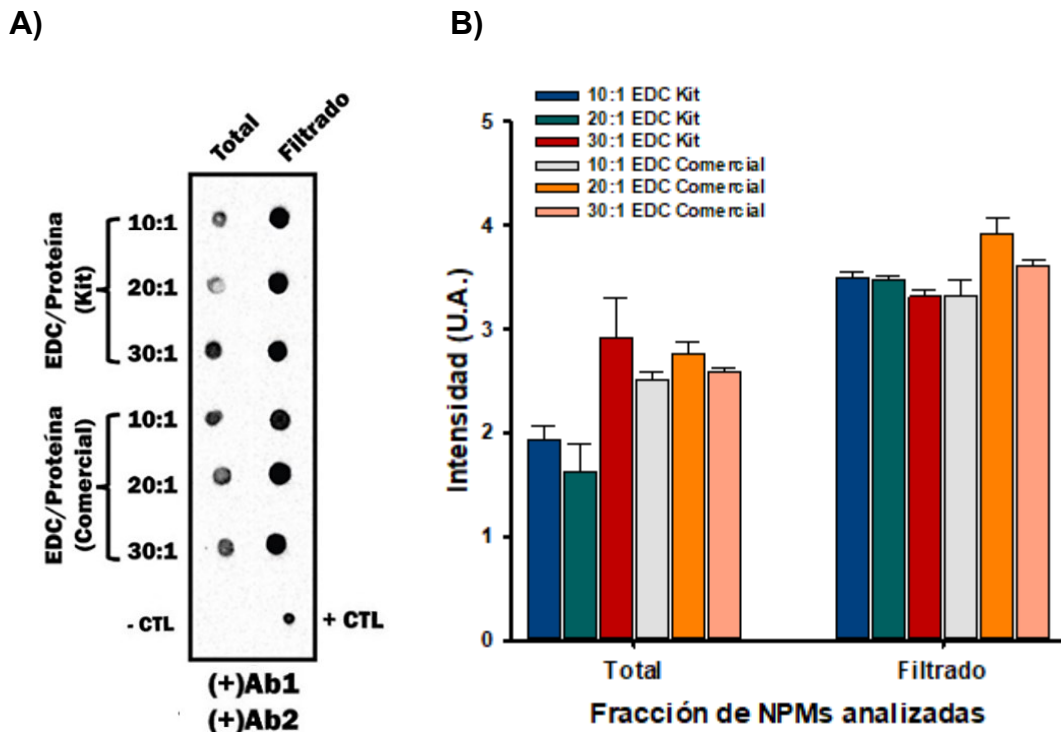 A)
Total
Filtrado
EDC/Proteína
(Kit)
10:1
20:1
30:1
EDC/Proteína
(Comercial)
10:1
20:1
30:1
- CTL
+ CTL
(+)Ab1
(+)Ab2
B)
10:1 EDC Kit
20:1 EDC Kit
30:1 EDC Kit
10:1 EDC Comercial
20:1 EDC Comercial
30:1 EDC Comercial
Intensidad (U.A.)
5
4
3
2
1
0
Total
Filtrado
Fracción de NPMs analizadas